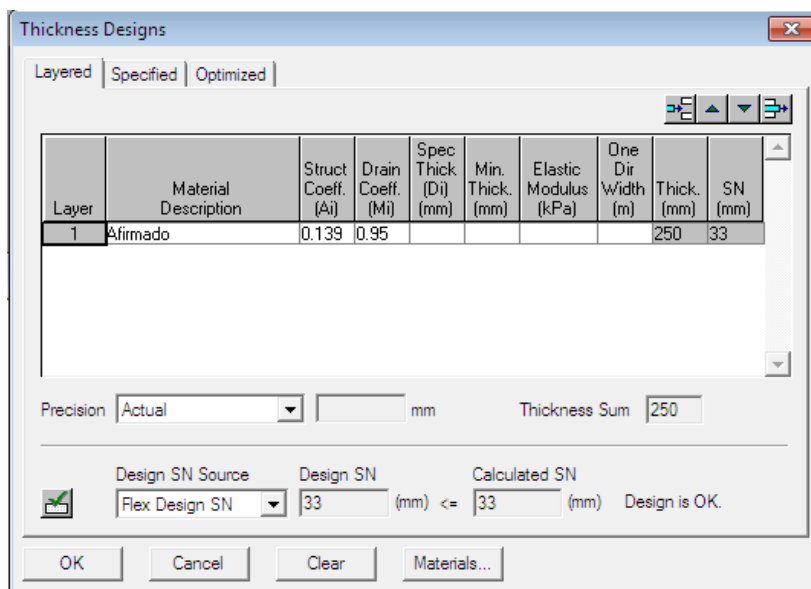 Thickness Designs
Layered Specified Optimized
Layer Material Description Struct Coeff. (Ai) Drain Coeff. (Mi) Spec Thick (Di) (mm) Min. Thick. (mm) Elastic Modulus (kPa) One Dir Width (m) Thick. (mm) SN (mm)
1 Afirmado 0.139 0.95 250 33
Precision Actual mm Thickness Sum 250
Design SN Source Design SN Calculated SN
Flex Design SN 33 (mm) <= 33 (mm) Design is OK.
OK Cancel Clear Materials...